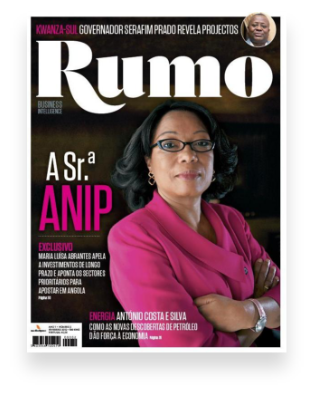 KWANZA-SUL GOVERNADOR SERAFIM PRADO REVELA PROJECTOS
Rumo
BUSINESS
INTELLIGENCE
A Sr.ª
ANIP
EXCLUSIVO
MARIA LUÍSA ABRANTES APELA
A INVESTIMENTOS DE LONGO
PRAZO E APONTA OS SECTORES
PRIORITÁRIOS PARA
APOSTAR EM ANGOLA
ENERGIA ANTÓNIO COSTA E SILVA
COMO AS NOVAS DESCOBERTAS DE PETRÓLEO
DÃO FORÇA À ECONOMIA